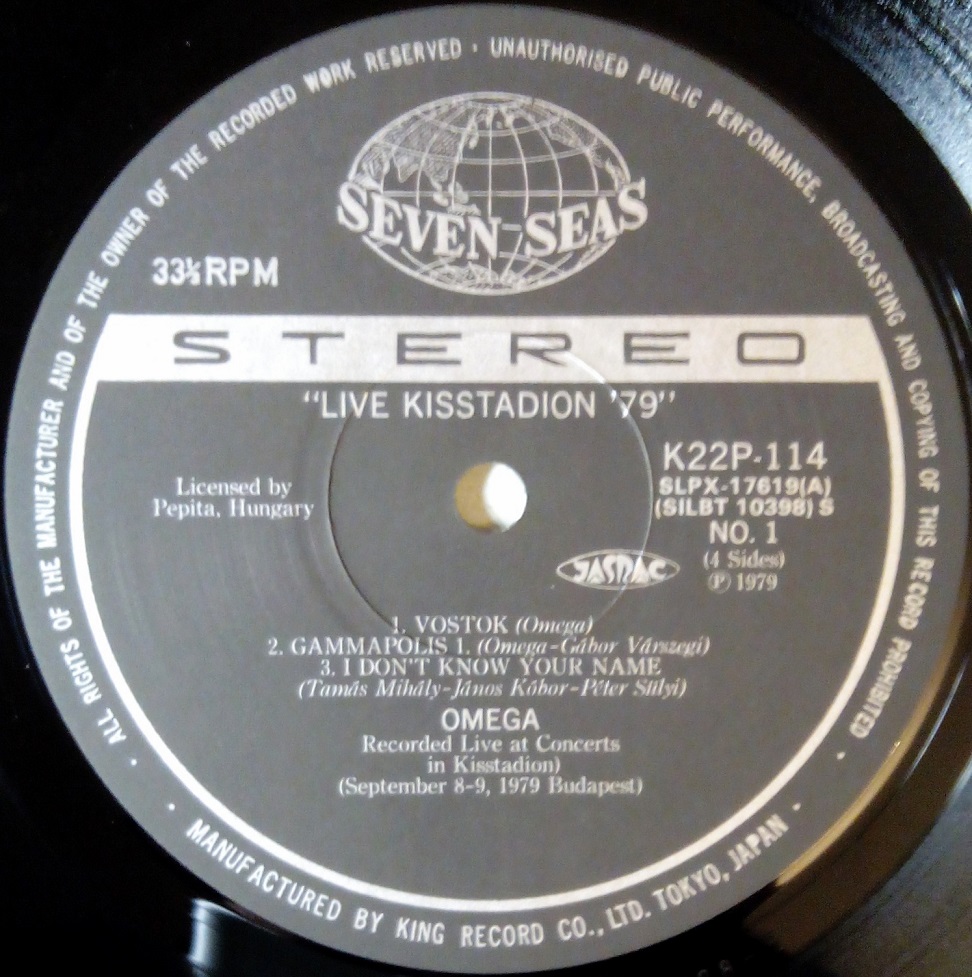 ALL RIGHTS OF THE MANUFACTURER AND OF THE OWNER OF THE RECORDED WORK RESERVED · UNAUTHORISED PUBLIC PERFORMANCE, BROADCASTING AND COPYING OF THIS RECORD PROHIBITED
SEVEN SEAS
33⅓RPM
STEREO
"LIVE KISSTADION '79"
Licensed by
Pepita, Hungary
K22P-114
SLPX-17619(A)
(SILBT 10398) S
NO. 1
(4 Sides)
Ⓟ 1979
JASRAC
1. VOSTOK (Omega)
2. GAMMAPOLIS 1. (Omega-Gábor Várszegi)
3. I DON'T KNOW YOUR NAME
(Tamás Mihály-János Kóbor-Péter Sülyi)
OMEGA
Recorded Live at Concerts
in Kisstadion)
(September 8-9, 1979 Budapest)
· MANUFACTURED BY KING RECORD CO., LTD. TOKYO, JAPAN ·